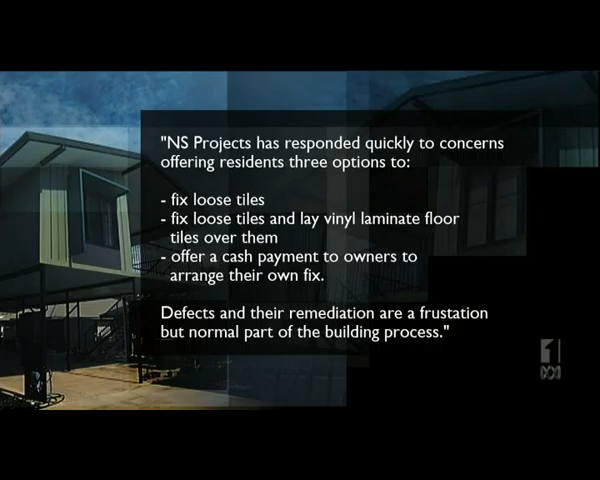 "NS Projects has responded quickly to concerns
offering residents three options to:
- fix loose tiles
- fix loose tiles and lay vinyl laminate floor
tiles over them
- offer a cash payment to owners to
arrange their own fix.
Defects and their remediation are a frustation
but normal part of the building process."
1
ABC